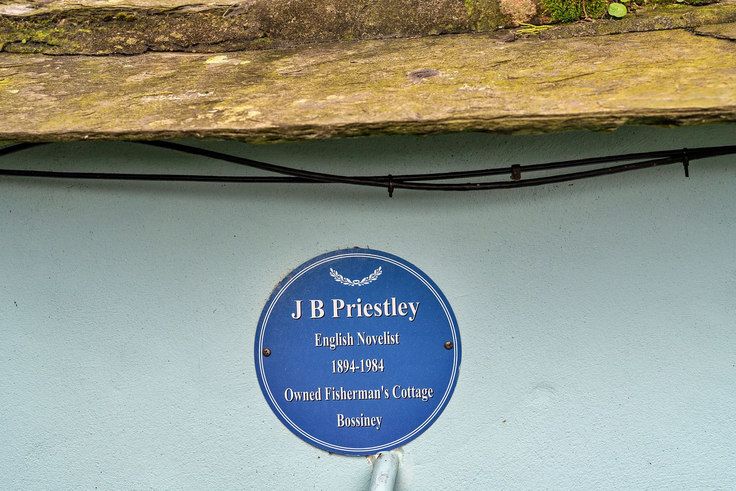 J B Priestley
English Novelist
1894-1984
Owned Fisherman's Cottage
Bossiney